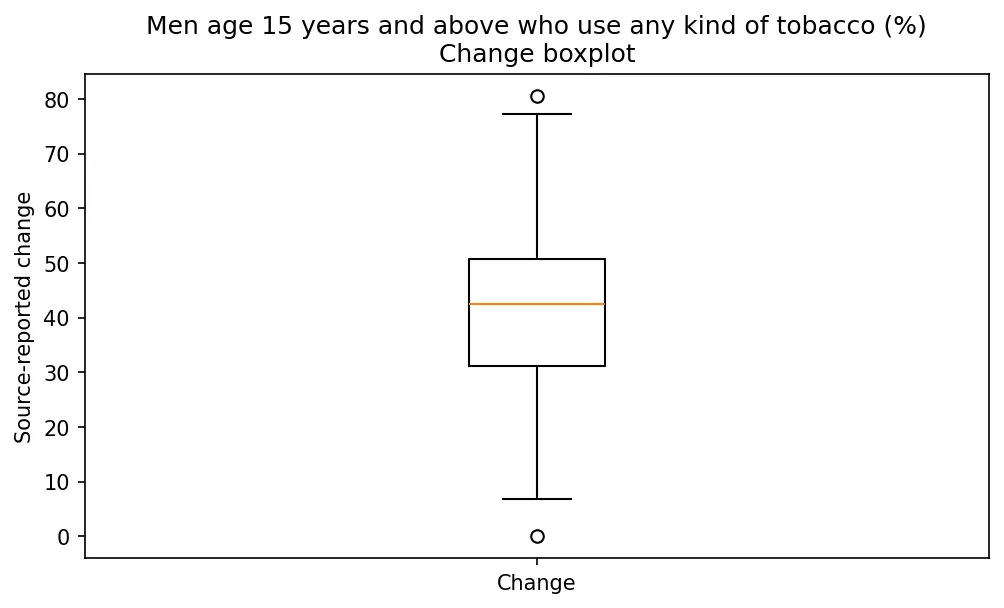 Men age 15 years and above who use any kind of tobacco (%)
Change boxplot
Source-reported change
80
70
60
50
40
30
20
10
0
Change